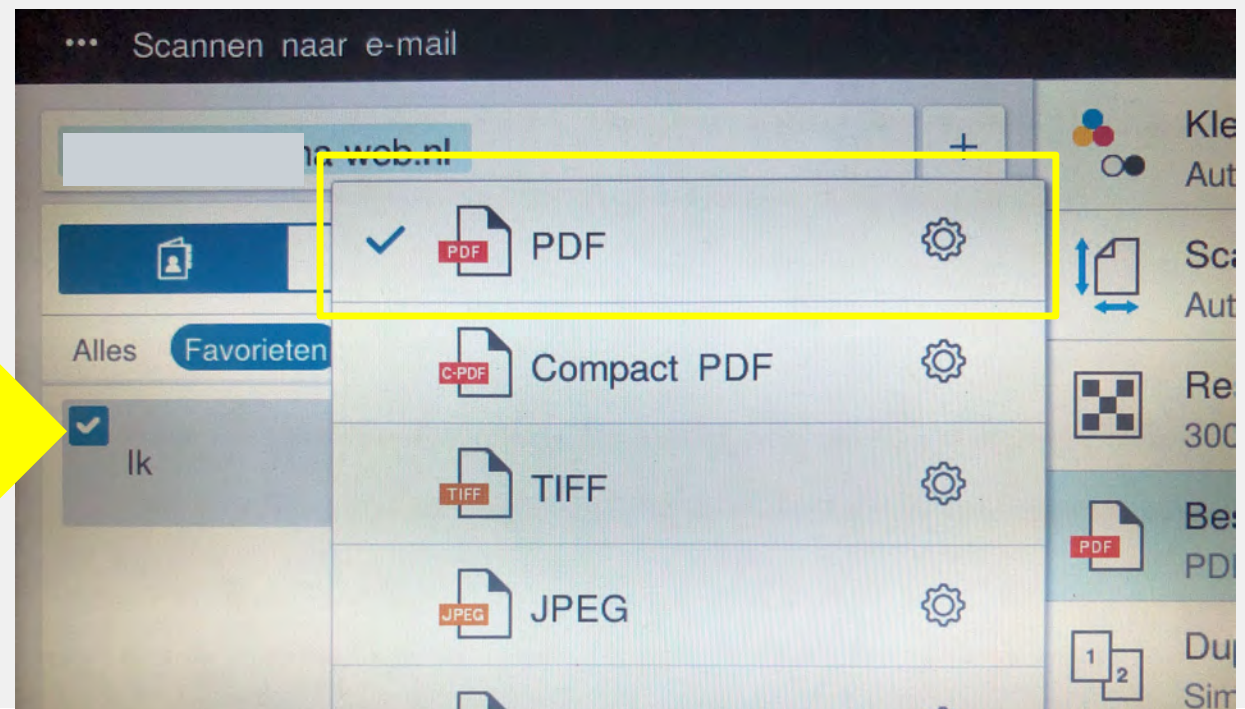 Scannen naar e-mail
web.nl +
PDF PDF
Alles Favorieten
C-PDF Compact PDF
Ik
TIFF TIFF
JPEG JPEG
Kle
Aut
Sca
Aut
Re
300
Bes
PDF
PD
1 2
Du
Sim